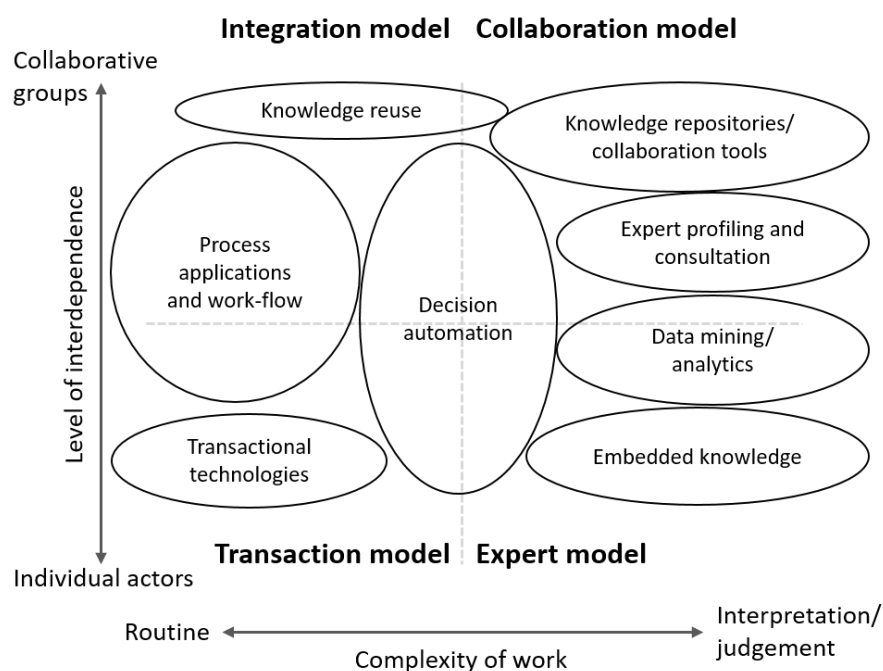 Integration model
Collaboration model
Collaborative
groups
Knowledge reuse
Knowledge repositories/
collaboration tools
Level of interdependence
Process
applications
and work-flow
Expert profiling and
consultation
Decision
automation
Data mining/
analytics
Transactional
technologies
Embedded knowledge
Transaction model
Expert model
Individual actors
Routine
Complexity of work
Interpretation/
judgement